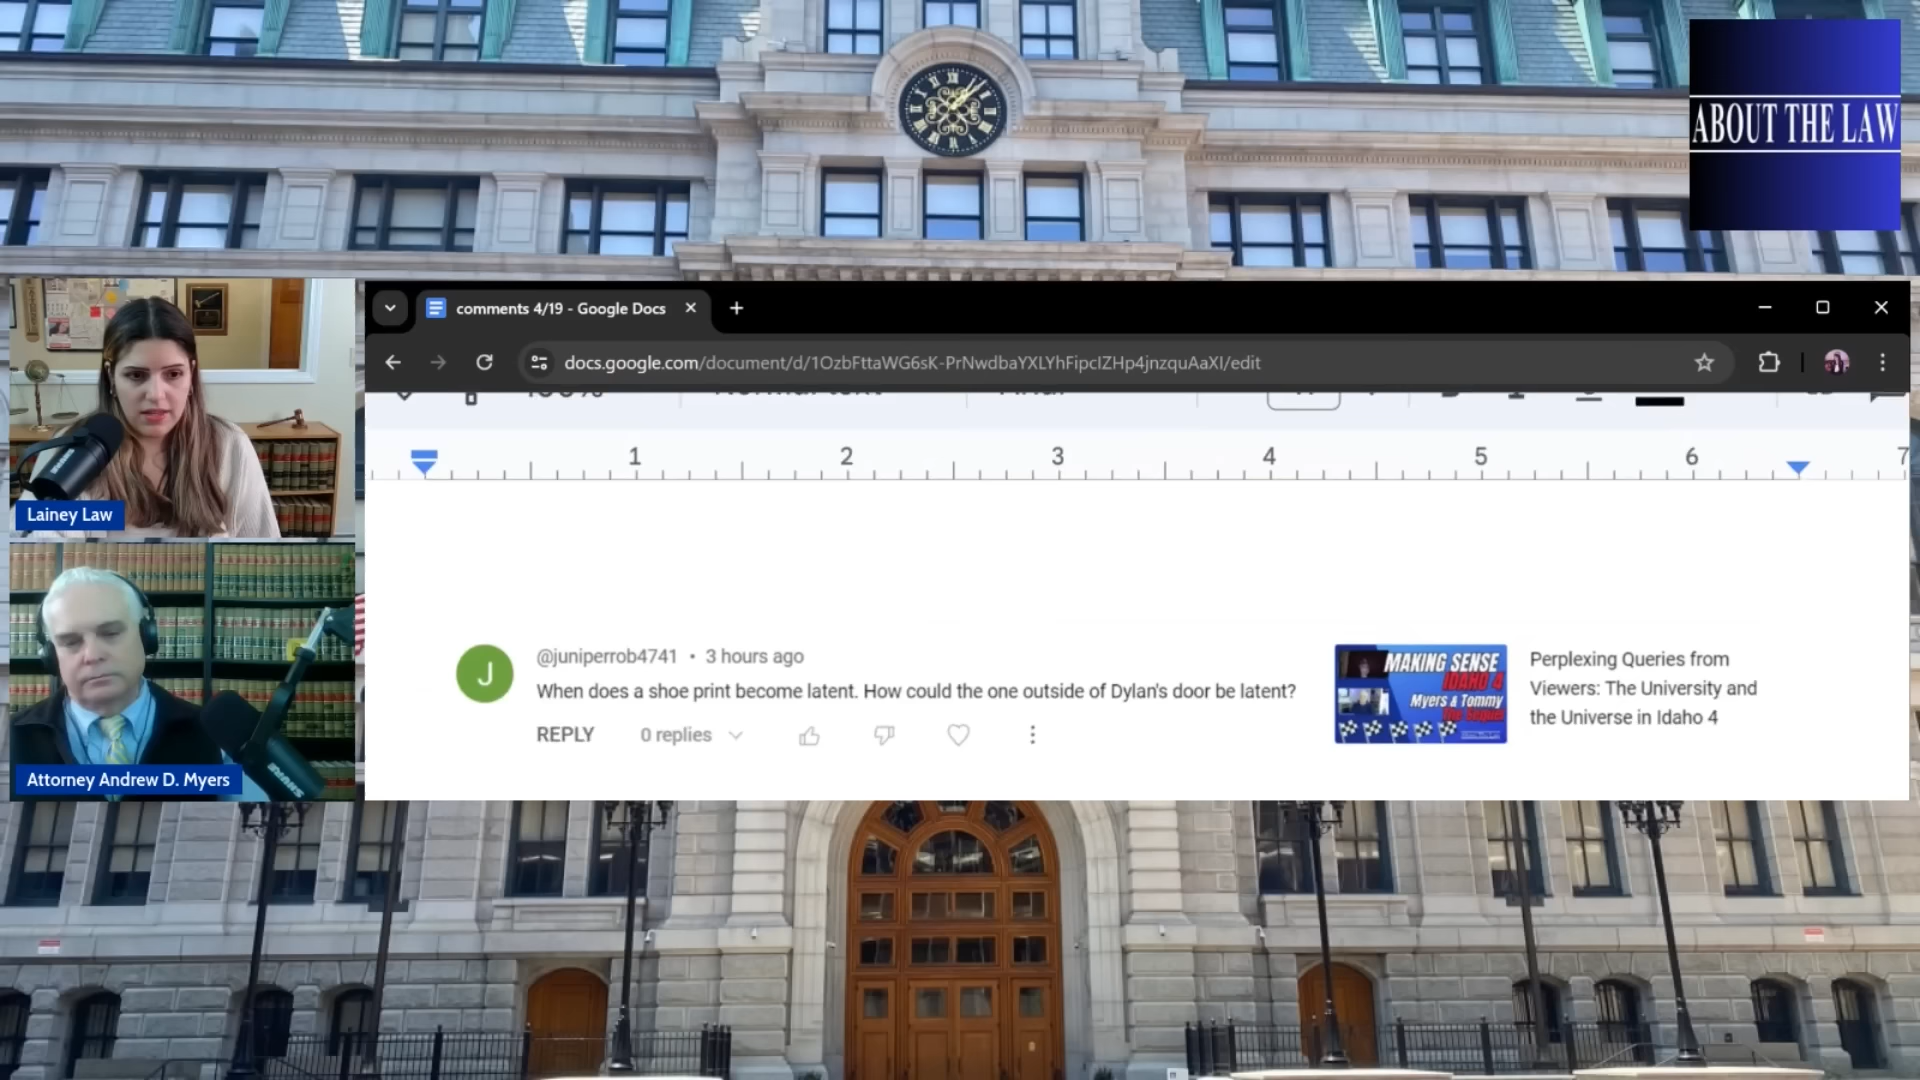 ABOUT THE LAW
comments 4/19 - Google Docs
docs.google.com/document/d/1OzbFttaWG6sK-PrNwdbaYXLYhFipcIZHp4jnzquAaXI/edit
1 2 3 4 5 6 7
Lainey Law
Attorney Andrew D. Myers
J
@juniperrob4741 • 3 hours ago
When does a shoe print become latent. How could the one outside of Dylan's door be latent?
REPLY 0 replies
MAKING SENSE
IDAHO 4
Myers & Tommy
The Sequel
Perplexing Queries from
Viewers: The University and
the Universe in Idaho 4